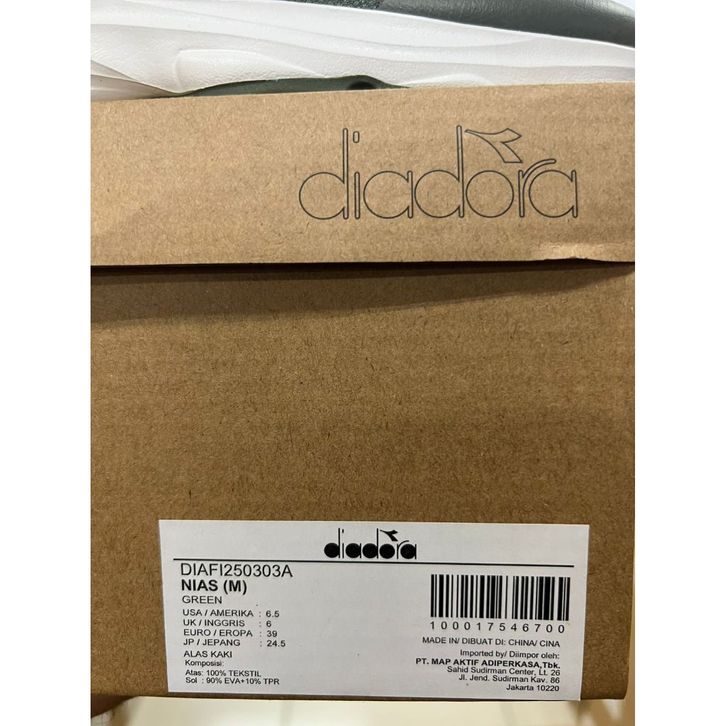 diadora
diadora
DIAFI250303A
NIAS (M)
GREEN
USA / AMERIKA : 6.5
UK / INGGRIS : 6
EURO / EROPA : 39
JP / JEPANG : 24.5
ALAS KAKI
Komposisi:
Atas: 100% TEKSTIL
Sol : 90% EVA+10% TPR
100017546700
MADE IN/ DIBUAT DI: CHINA/ CINA
Imported by/ Diimpor oleh:
PT. MAP AKTIF ADIPERKASA,Tbk.
Sahid Sudirman Center, Lt. 26
Jl. Jend. Sudirman Kav. 86
Jakarta 10220